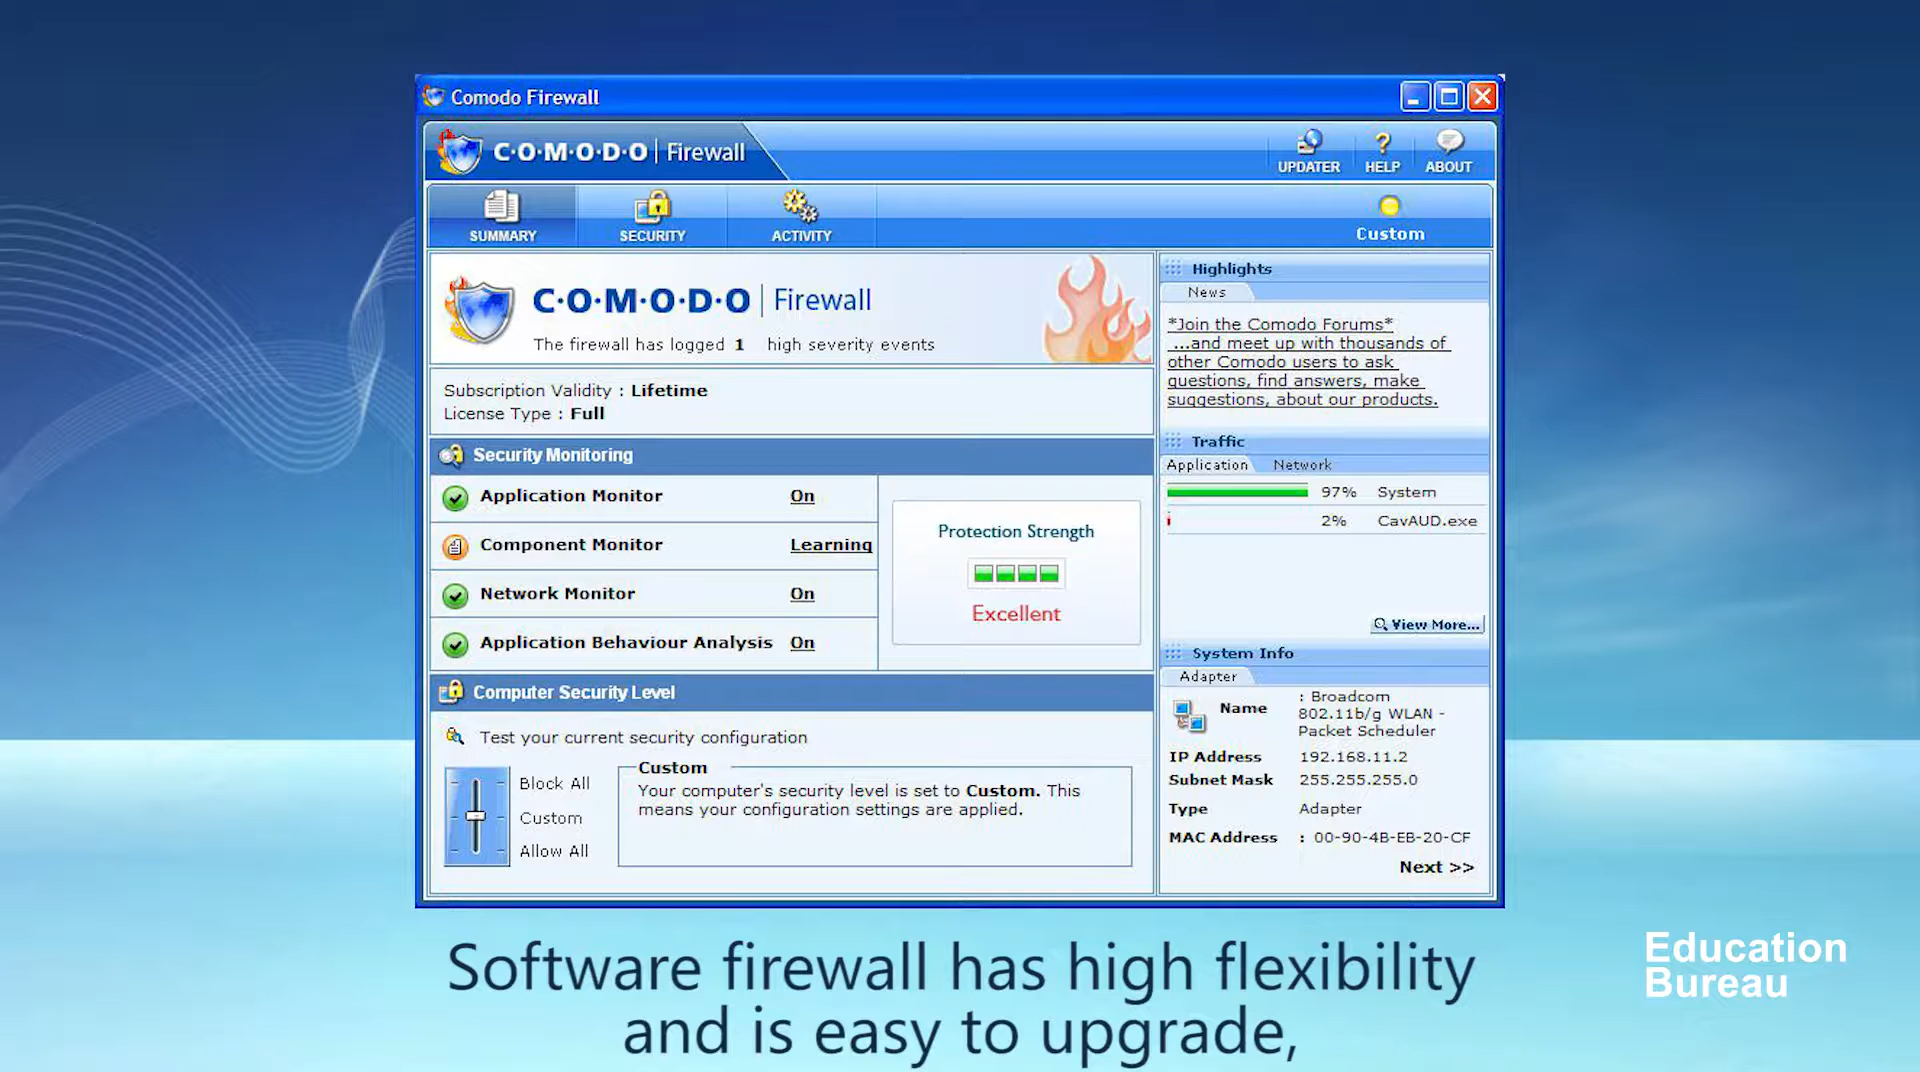 Comodo Firewall
C·O·M·O·D·O | Firewall
UPDATER
HELP
ABOUT
SUMMARY
SECURITY
ACTIVITY
Custom
C·O·M·O·D·O | Firewall
The firewall has logged 1 high severity events
Subscription Validity : Lifetime
License Type : Full
Security Monitoring
Application Monitor On
Component Monitor Learning
Network Monitor On
Application Behaviour Analysis On
Protection Strength
Excellent
Computer Security Level
Test your current security configuration
Block All
Custom
Allow All
Custom
Your computer's security level is set to Custom. This
means your configuration settings are applied.
Highlights
News
*Join the Comodo Forums*
...and meet up with thousands of
other Comodo users to ask
questions, find answers, make
suggestions, about our products.
Traffic
Application Network
97% System
2% CavAUD.exe
View More...
System Info
Adapter
Name : Broadcom
802.11b/g WLAN -
Packet Scheduler
IP Address 192.168.11.2
Subnet Mask 255.255.255.0
Type Adapter
MAC Address : 00-90-4B-EB-20-CF
Next >>
Software firewall has high flexibility
and is easy to upgrade,
Education
Bureau